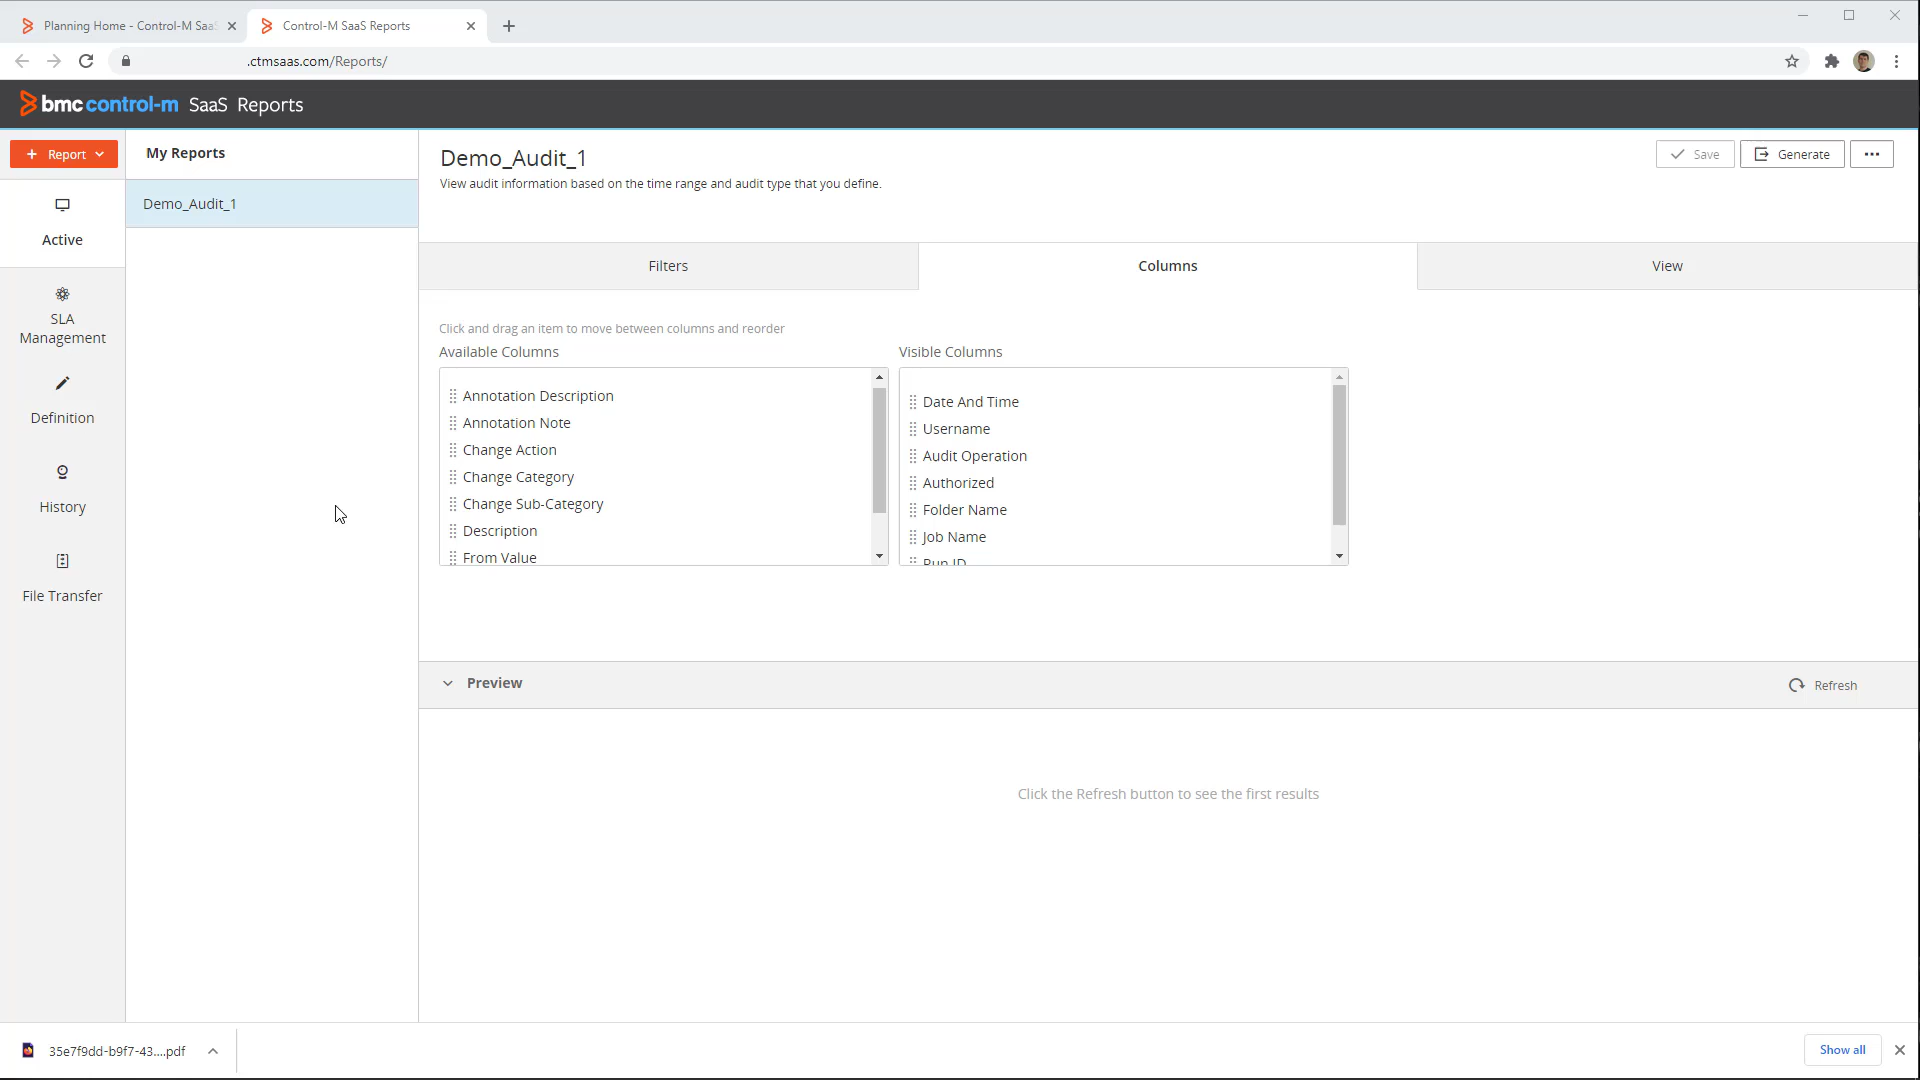 Planning Home - Control-M SaaS
Control-M SaaS Reports
.ctmsaas.com/Reports/
bmc control-m SaaS Reports
+ Report
My Reports
Demo_Audit_1
View audit information based on the time range and audit type that you define.
Save
Generate
...
Demo_Audit_1
Active
SLA
Management
Definition
History
File Transfer
Filters
Columns
View
Click and drag an item to move between columns and reorder
Available Columns
Annotation Description
Annotation Note
Change Action
Change Category
Change Sub-Category
Description
From Value
Visible Columns
Date And Time
Username
Audit Operation
Authorized
Folder Name
Job Name
Run ID
Preview
Refresh
Click the Refresh button to see the first results
35e7f9dd-b9f7-43....pdf
Show all